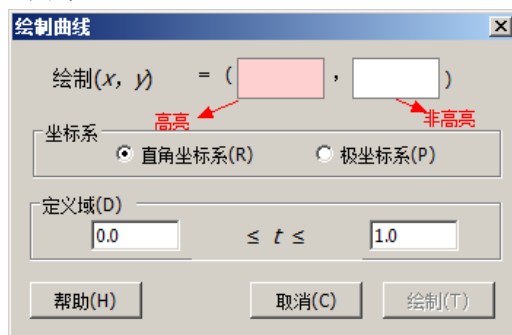 绘制曲线
绘制(x, y) = ( , )
高亮 非高亮
坐标系
直角坐标系(R) 极坐标系(P)
定义域(D)
0.0 ≤ t ≤ 1.0
帮助(H) 取消(C) 绘制(T)